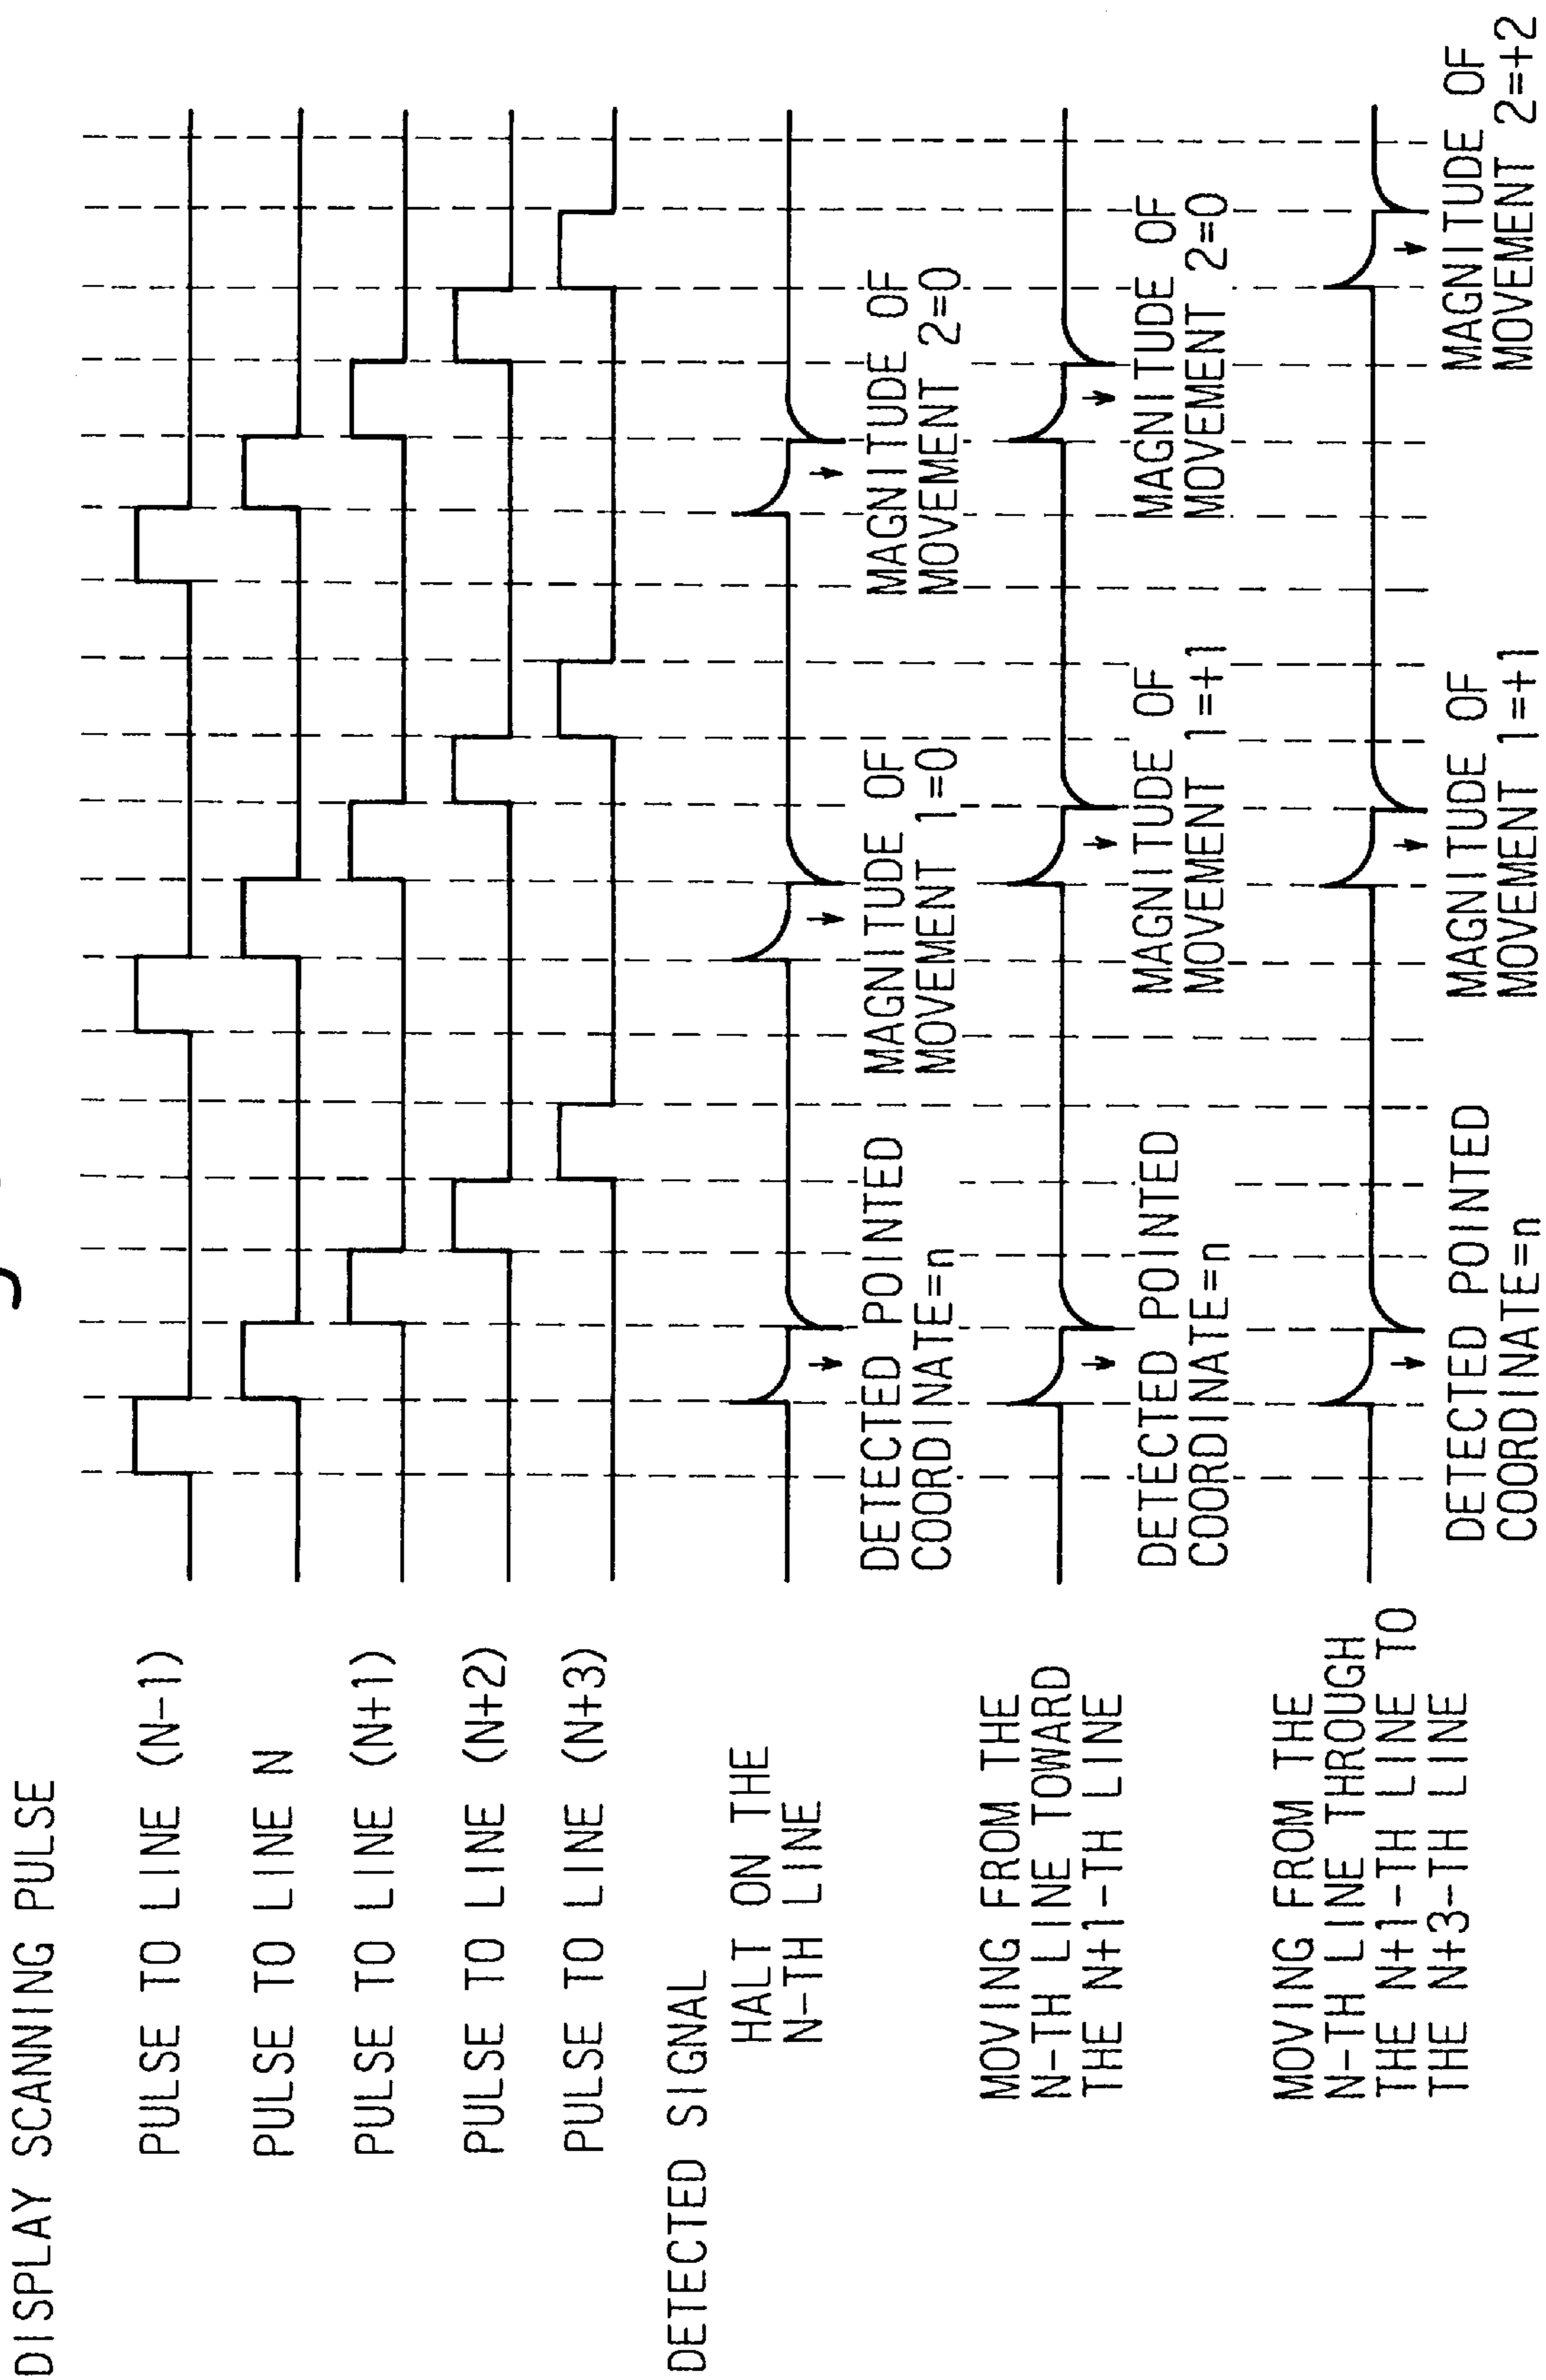 DISPLAY SCANNING PULSE
PULSE TO LINE (N-1)
PULSE TO LINE N
PULSE TO LINE (N+1)
PULSE TO LINE (N+2)
PULSE TO LINE (N+3)
DETECTED SIGNAL
HALT ON THE
N-TH LINE
DETECTED POINTED
COORDINATE=n
MAGNITUDE OF
MOVEMENT 1=0
MAGNITUDE OF
MOVEMENT 2=0
MOVING FROM THE
N-TH LINE TOWARD
THE N+1-TH LINE
DETECTED POINTED
COORDINATE=n
MAGNITUDE OF
MOVEMENT 1=+1
MAGNITUDE OF
MOVEMENT 2=0
MOVING FROM THE
N-TH LINE THROUGH
THE N+1-TH LINE TO
THE N+3-TH LINE
DETECTED POINTED
COORDINATE=n
MAGNITUDE OF
MOVEMENT 1=+1
MAGNITUDE OF
MOVEMENT 2=+2